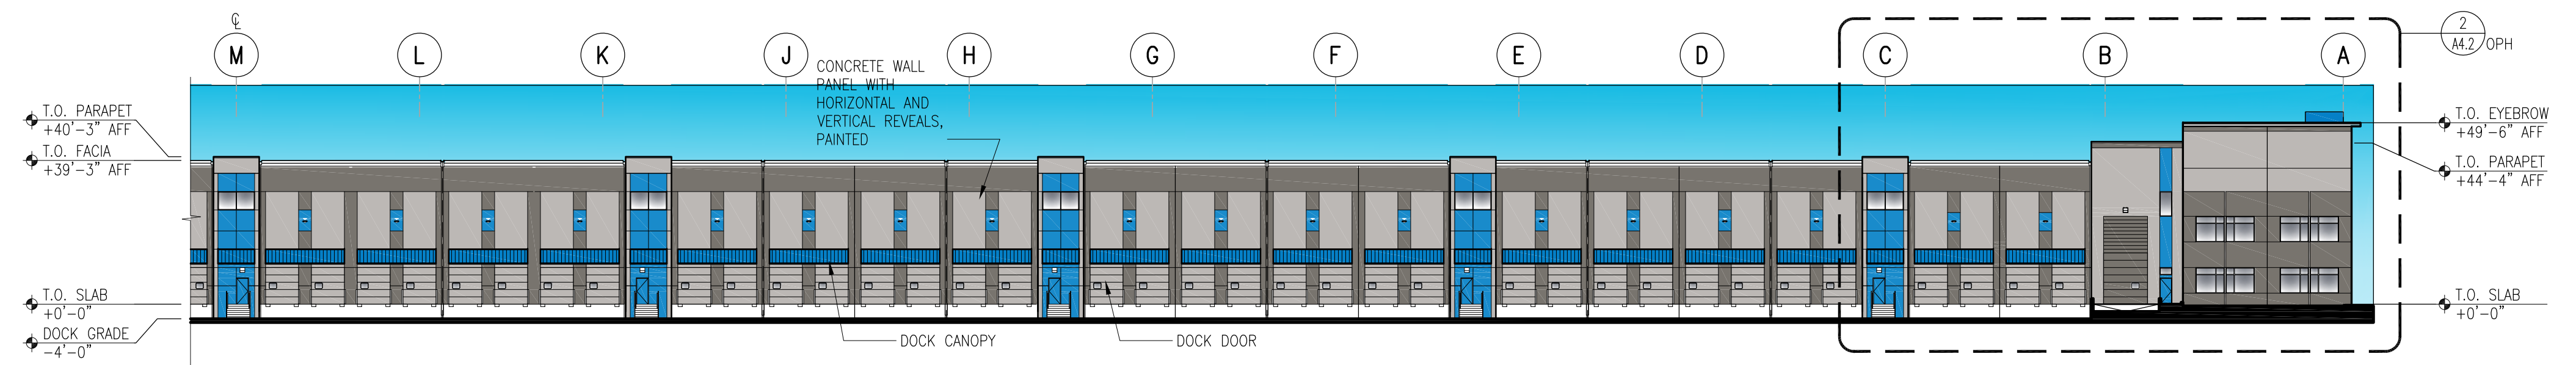 ℄
M
L
K
J
H
G
F
E
D
C
B
A
2
A4.2
OPH
CONCRETE WALL
PANEL WITH
HORIZONTAL AND
VERTICAL REVEALS,
PAINTED
T.O. PARAPET
+40'-3" AFF
T.O. FACIA
+39'-3" AFF
T.O. SLAB
+0'-0"
DOCK GRADE
-4'-0"
DOCK CANOPY
DOCK DOOR
T.O. EYEBROW
+49'-6" AFF
T.O. PARAPET
+44'-4" AFF
T.O. SLAB
+0'-0"